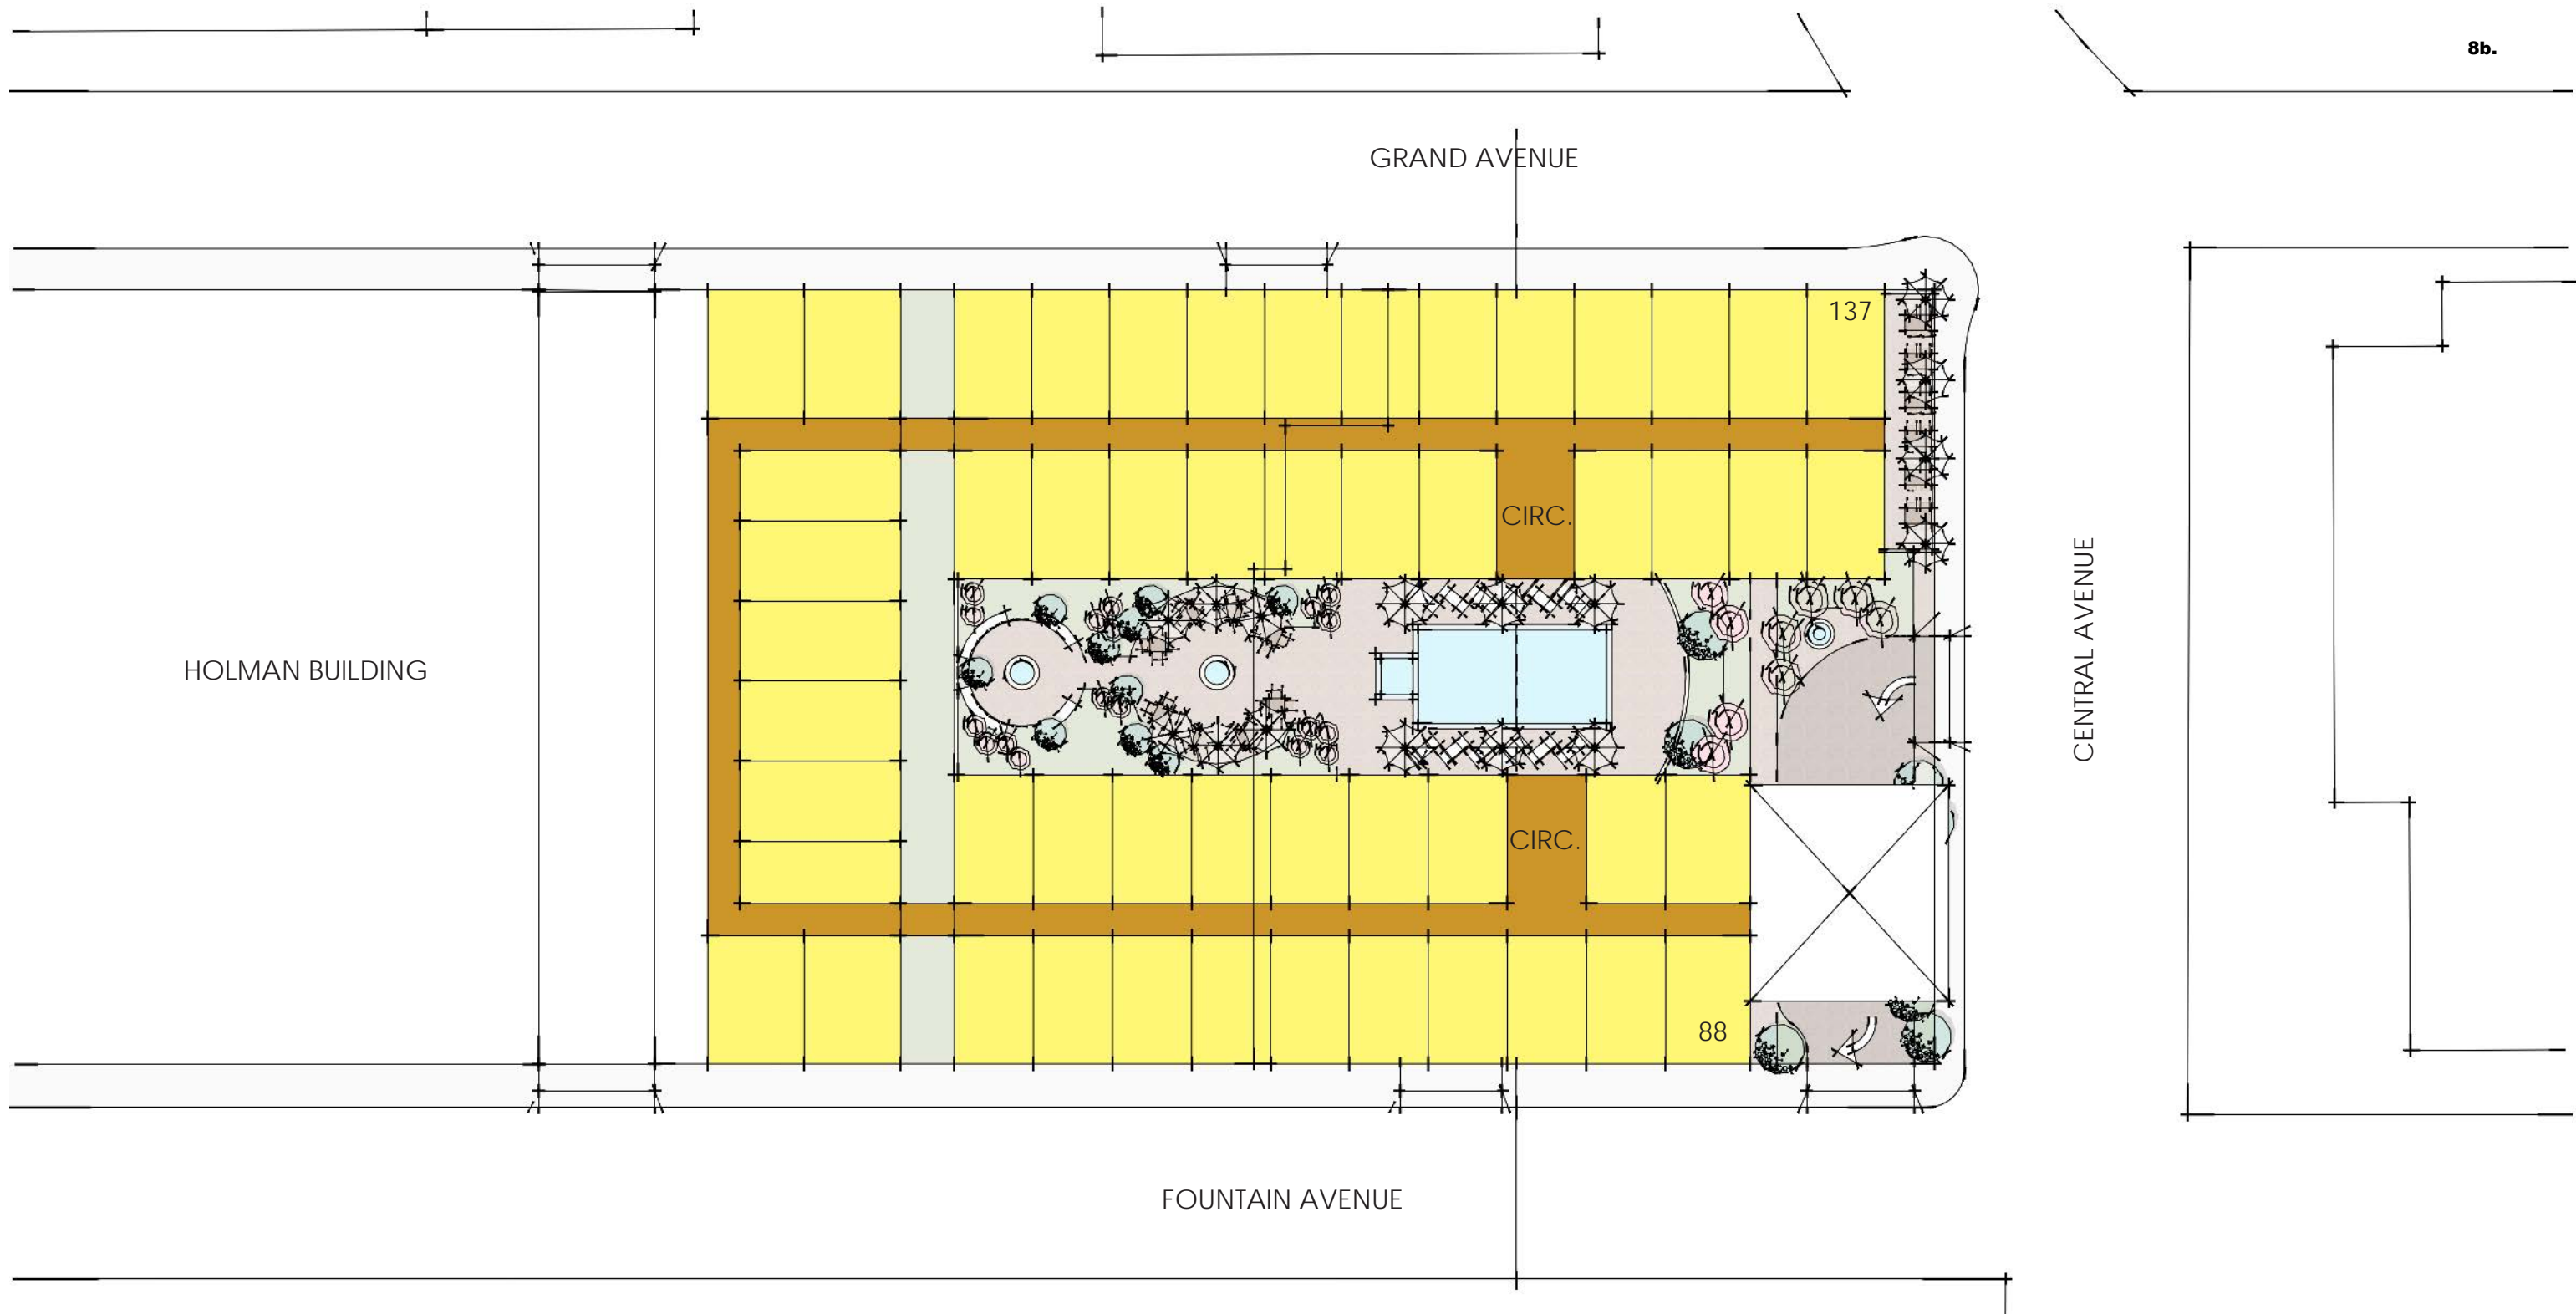 8b.
GRAND AVENUE
137
CIRC.
HOLMAN BUILDING
CENTRAL AVENUE
CIRC.
88
FOUNTAIN AVENUE